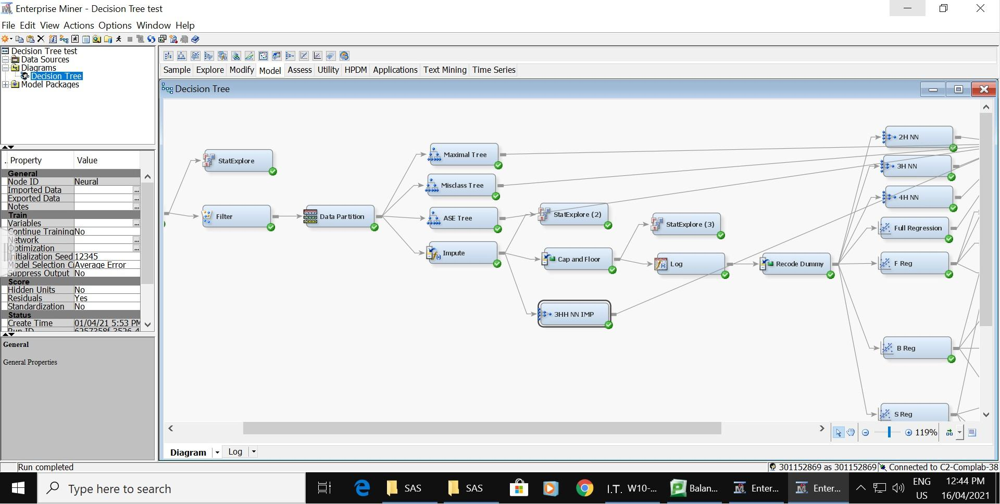 Enterprise Miner - Decision Tree test
File Edit View Actions Options Window Help
Decision Tree test
Data Sources
Diagrams
Decision Tree
Model Packages
Sample Explore Modify Model Assess Utility HPDM Applications Text Mining Time Series
Decision Tree
. Property Value
General
Node ID Neural
Imported Data ...
Exported Data ...
Notes ...
Train
Variables ...
Continue Training No
Network ...
Optimization ...
Initialization Seed 12345
Model Selection C Average Error
Suppress Output No
Score
Hidden Units No
Residuals Yes
Standardization No
Status
Create Time 01/04/21 5:53 PM
General
General Properties
StatExplore
Filter
Data Partition
Maximal Tree
Misclass Tree
ASE Tree
Impute
StatExplore (2)
Cap and Floor
3HH NN IMP
StatExplore (3)
Log
Recode Dummy
2H NN
3H NN
4H NN
Full Regression
F Reg
B Reg
S Reg
119%
Diagram Log
Run completed
301152869 as 301152869 Connected to C2-Complab-38
Type here to search
SAS
SAS
I.T. W10-...
Balan...
Enter...
Enter...
ENG
US
12:44 PM
16/04/2021